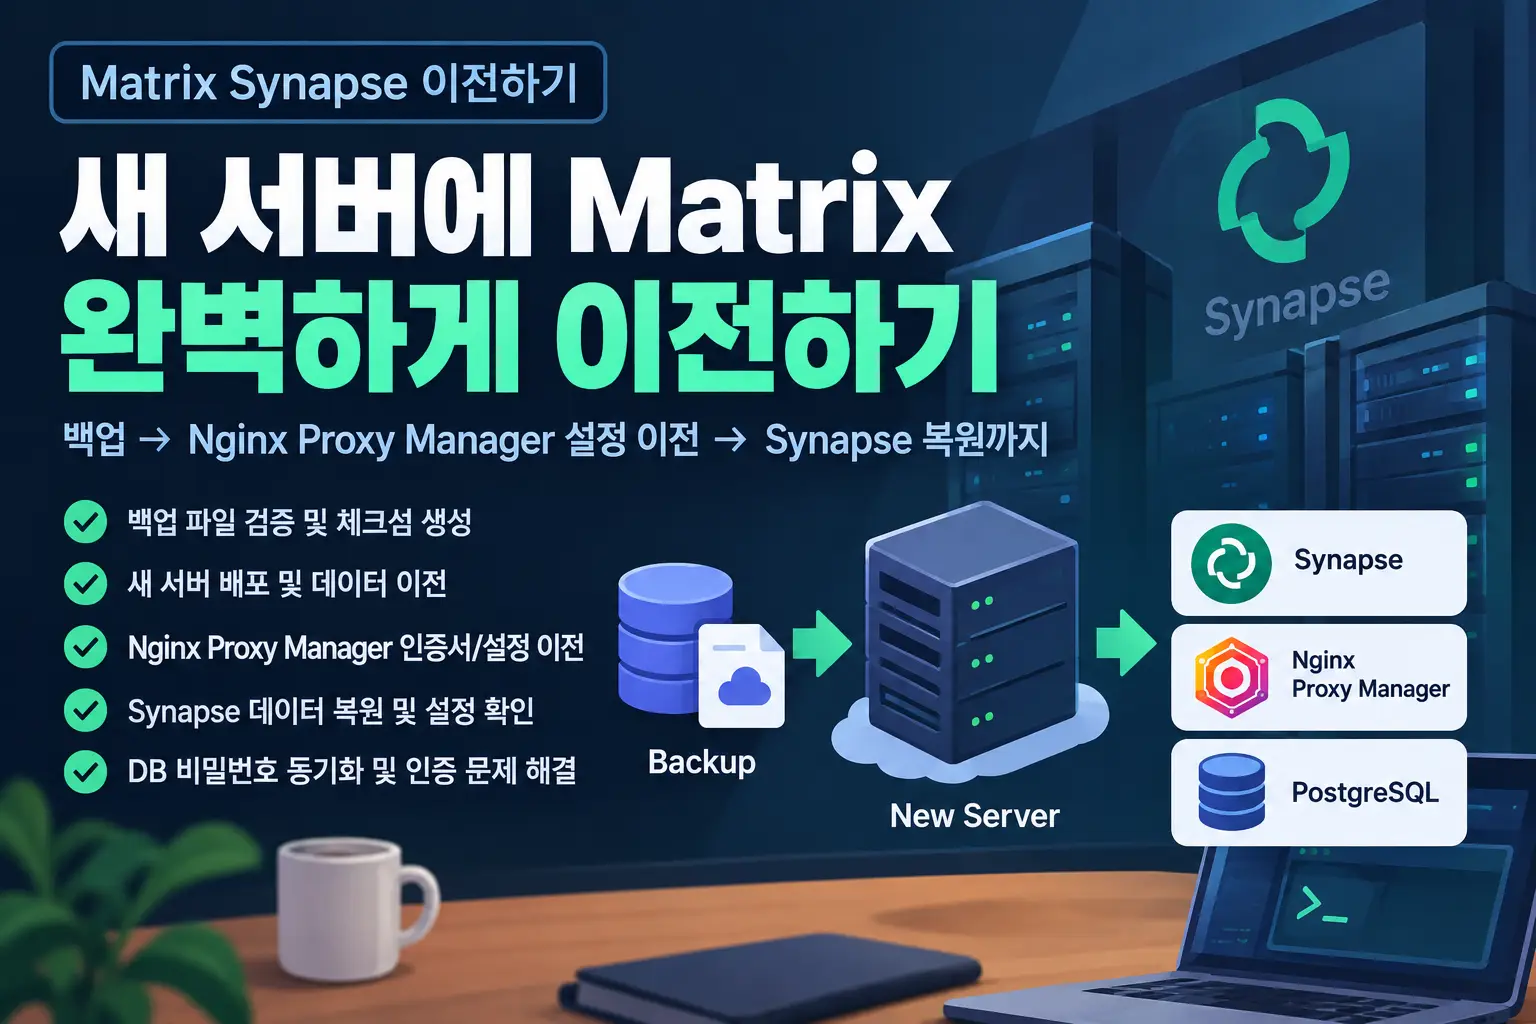 Matrix Synapse 이전하기
새 서버에 Matrix
완벽하게 이전하기
백업 → Nginx Proxy Manager 설정 이전 → Synapse 복원까지
백업 파일 검증 및 체크섬 생성
새 서버 배포 및 데이터 이전
Nginx Proxy Manager 인증서/설정 이전
Synapse 데이터 복원 및 설정 확인
DB 비밀번호 동기화 및 인증 문제 해결
Backup
New Server
Synapse
Synapse
Nginx
Proxy Manager
PostgreSQL
>_